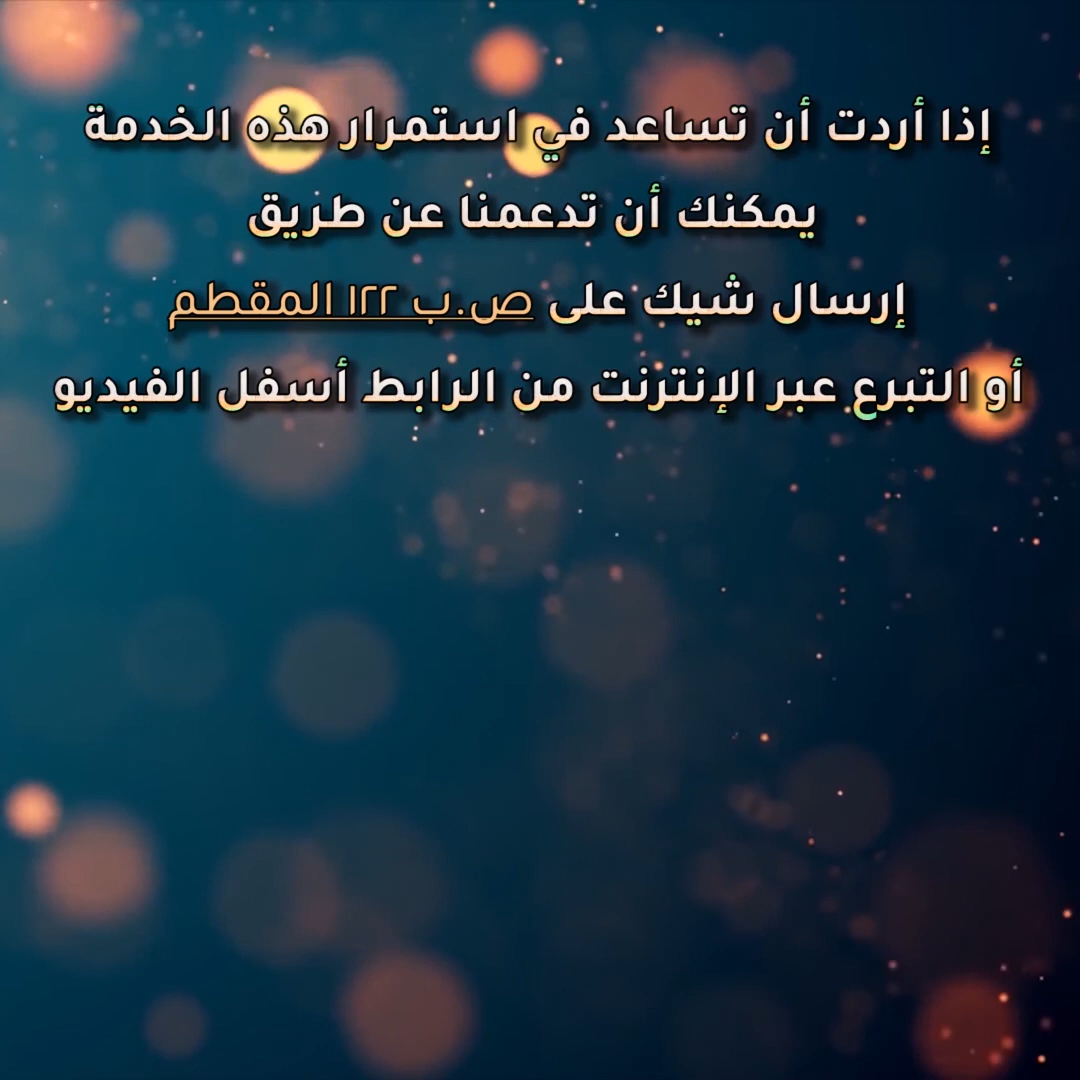 إذا أردت أن تساعد في استمرار هذه الخدمة
يمكنك أن تدعمنا عن طريق
إرسال شيك على ص.ب ١٢٢ المقطم
أو التبرع عبر الإنترنت من الرابط أسفل الفيديو